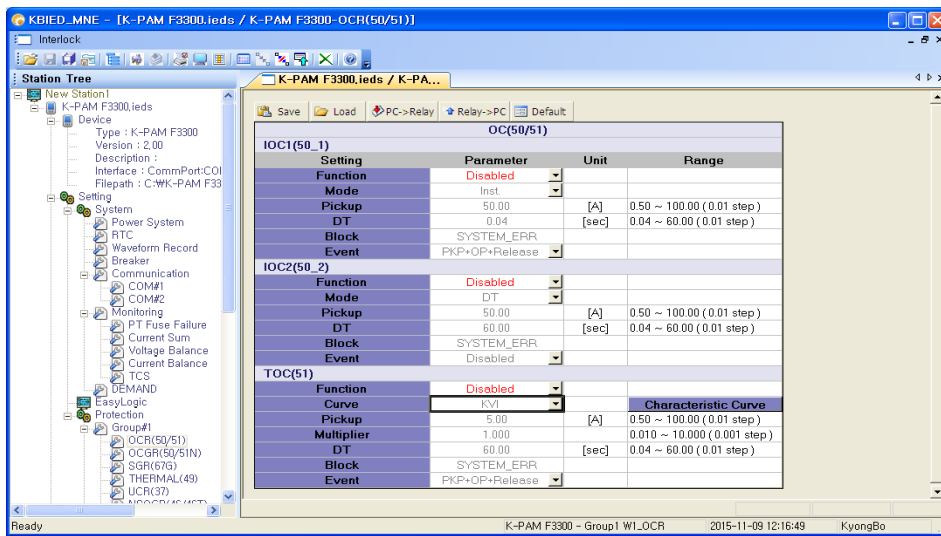 KBIED_MNE - [K-PAM F3300.ieds / K-PAM F3300-OCR(50/51)]
Interlock
Station Tree
K-PAM F3300.ieds / K-PA...
New Station1
K-PAM F3300.ieds
Device
Type : K-PAM F3300
Version : 2.00
Description :
Interface : CommPort:COI
Filepath : C:₩K-PAM F33
Setting
System
Power System
RTC
Waveform Record
Breaker
Communication
COM#1
COM#2
Monitoring
PT Fuse Failure
Current Sum
Voltage Balance
Current Balance
TCS
DEMAND
EasyLogic
Protection
Group#1
OCR(50/51)
OCGR(50/51N)
SGR(67G)
THERMAL(49)
UCR(37)
Save Load PC->Relay Relay->PC Default
OC(50/51)
IOC1(50_1)
Setting Parameter Unit Range
Function Disabled
Mode Inst.
Pickup 50.00 [A] 0.50 ~ 100.00 ( 0.01 step )
DT 0.04 [sec] 0.04 ~ 60.00 ( 0.01 step )
Block SYSTEM_ERR
Event PKP+OP+Release
IOC2(50_2)
Function Disabled
Mode DT
Pickup 50.00 [A] 0.50 ~ 100.00 ( 0.01 step )
DT 60.00 [sec] 0.04 ~ 60.00 ( 0.01 step )
Block SYSTEM_ERR
Event Disabled
TOC(51)
Function Disabled
Curve KVI Characteristic Curve
Pickup 5.00 [A] 0.50 ~ 100.00 ( 0.01 step )
Multiplier 1.000 0.010 ~ 10.000 ( 0.001 step )
DT 60.00 [sec] 0.04 ~ 60.00 ( 0.01 step )
Block SYSTEM_ERR
Event PKP+OP+Release
Ready K-PAM F3300 - Group1 W1_OCR 2015-11-09 12:16:49 KyongBo